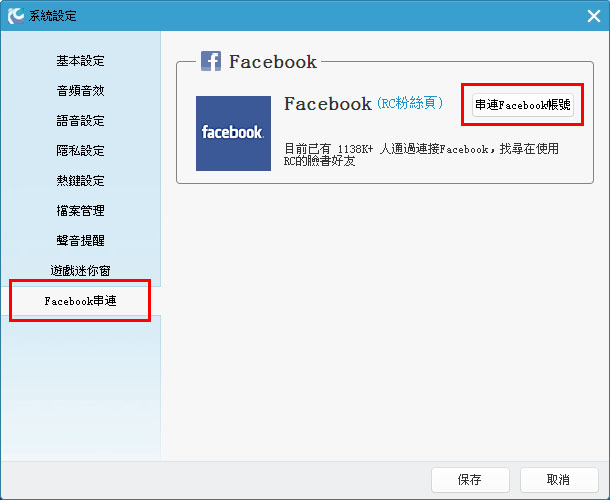 系統設定
基本設定
音頻音效
語音設定
隱私設定
熱鍵設定
檔案管理
聲音提醒
遊戲迷你窗
Facebook串連
Facebook
facebook.
Facebook (RC粉絲頁)
串連Facebook帳號
目前已有 1138K+ 人通過連接Facebook，找尋在使用
RC的臉書好友
保存
取消